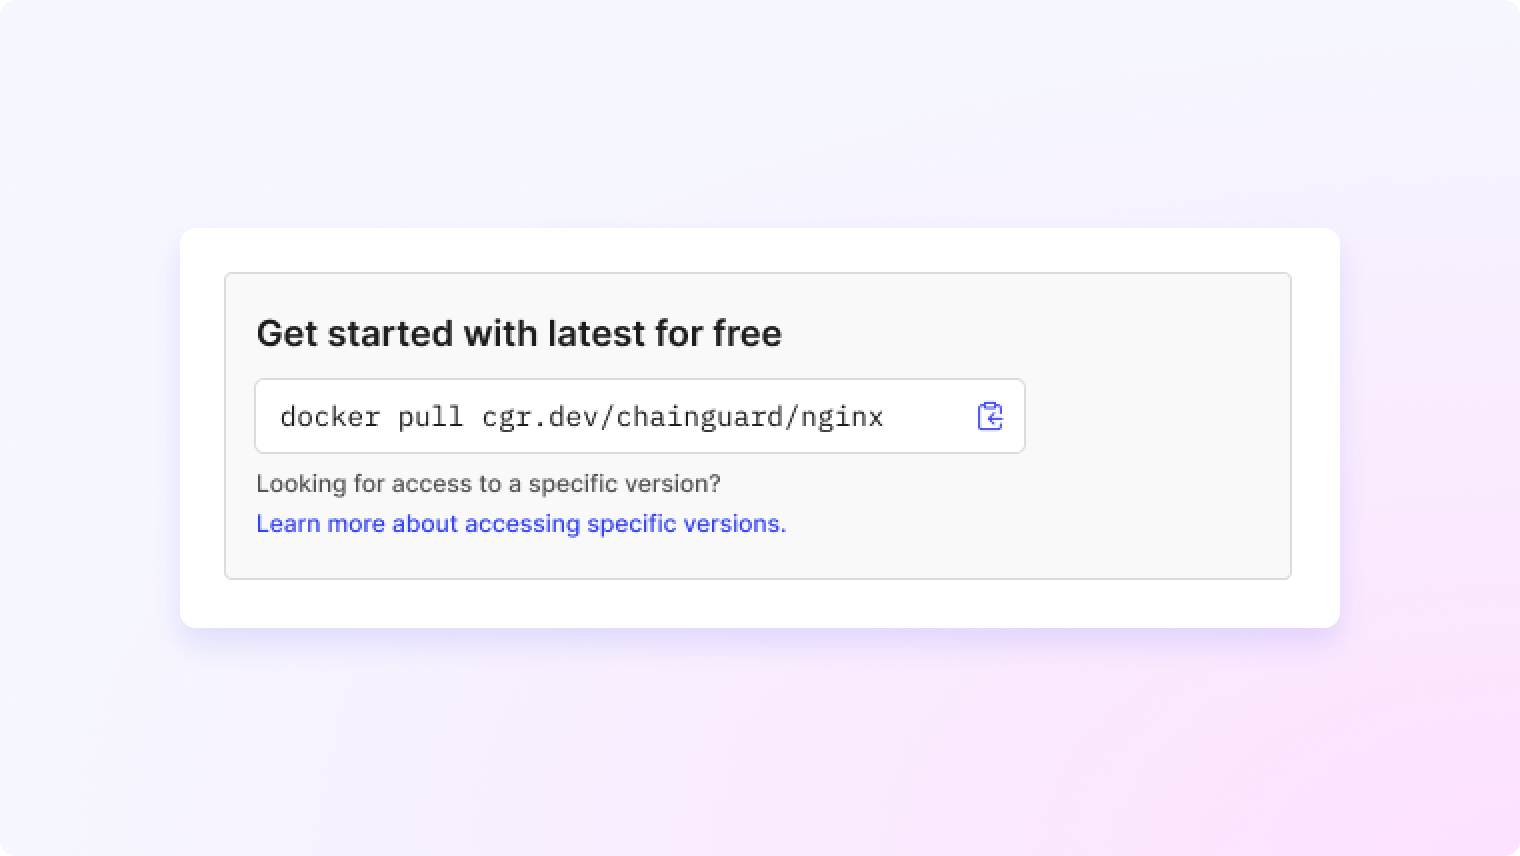 Get started with latest for free
docker pull cgr.dev/chainguard/nginx
Looking for access to a specific version?
Learn more about accessing specific versions.